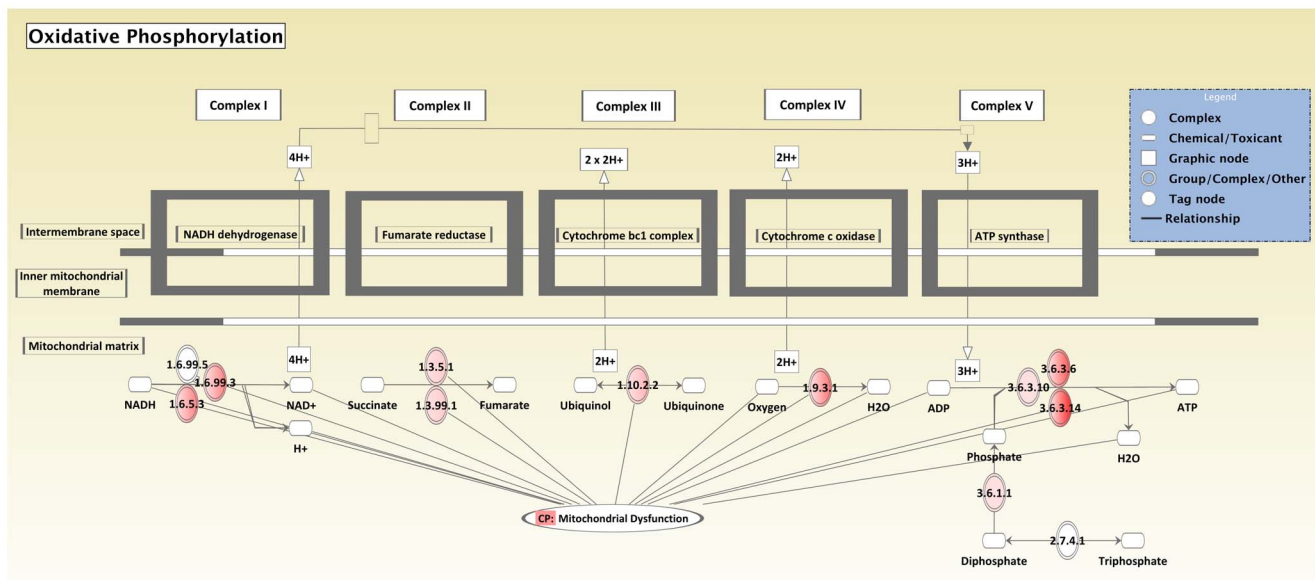 Oxidative Phosphorylation
Complex I
Complex II
Complex III
Complex IV
Complex V
Legend
Complex
Chemical/Toxicant
Graphic node
Group/Complex/Other
Tag node
Relationship
4H+
2 x 2H+
2H+
3H+
Intermembrane space
NADH dehydrogenase
Fumarate reductase
Cytochrome bc1 complex
Cytochrome c oxidase
ATP synthase
Inner mitochondrial
membrane
Mitochondrial matrix
4H+
2H+
2H+
3H+
1.6.99.5
1.6.99.3
1.6.5.3
1.3.5.1
1.3.99.1
1.10.2.2
1.9.3.1
3.6.3.10
3.6.3.6
3.6.3.14
NADH
NAD+
H+
Succinate
Fumarate
Ubiquinol
Ubiquinone
Oxygen
H2O
ADP
ATP
Phosphate
H2O
3.6.1.1
CP: Mitochondrial Dysfunction
2.7.4.1
Diphosphate
Triphosphate